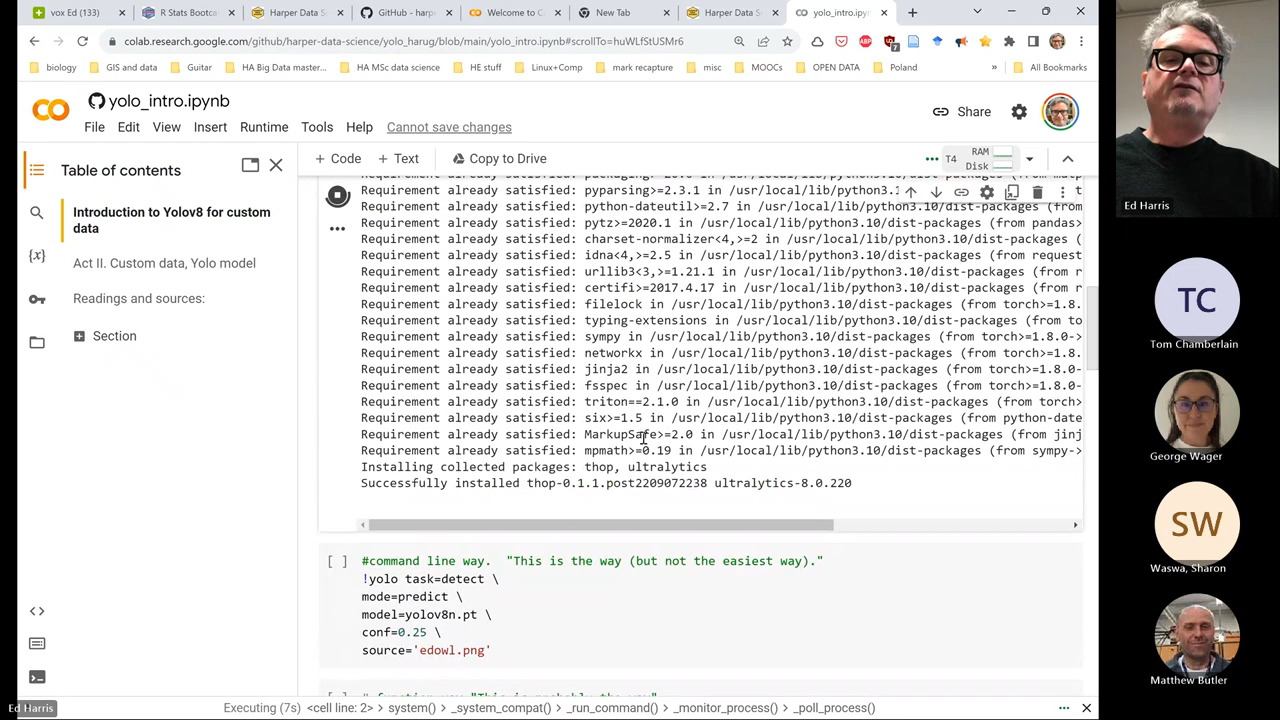 vox Ed (133)
R Stats Bootca
Harper Data S
GitHub - harp
Welcome to C
New Tab
Harper Data S
yolo_intro.ipynb
colab.research.google.com/github/harper-data-science/yolo_harug/blob/main/yolo_intro.ipynb#scrollTo=huWLfStUSMr6
biology
GIS and data
Guitar
HA Big Data master...
HA MSc data science
R stuff
Linux+Comp
mark recapture
misc
MOOCs
OPEN DATA
Poland
»
All Bookmarks
yolo_intro.ipynb
File Edit View Insert Runtime Tools Help Cannot save changes
Share
Table of contents
+ Code + Text
Copy to Drive
T4
RAM
Disk
Introduction to Yolov8 for custom
data
Act II. Custom data, Yolo model
Readings and sources:
Section
Requirement already satisfied: pyparsing>=2.3.1 in /usr/local/lib/python3.1
Requirement already satisfied: python-dateutil>=2.7 in /usr/local/lib/python3.10/dist-packages (fro
Requirement already satisfied: pytz>=2020.1 in /usr/local/lib/python3.10/dist-packages (from pandas>
Requirement already satisfied: charset-normalizer<4,>=2 in /usr/local/lib/python3.10/dist-packages (
Requirement already satisfied: idna<4,>=2.5 in /usr/local/lib/python3.10/dist-packages (from request
Requirement already satisfied: urllib3<3,>=1.21.1 in /usr/local/lib/python3.10/dist-packages (from r
Requirement already satisfied: certifi>=2017.4.17 in /usr/local/lib/python3.10/dist-packages (from r
Requirement already satisfied: filelock in /usr/local/lib/python3.10/dist-packages (from torch>=1.8.
Requirement already satisfied: typing-extensions in /usr/local/lib/python3.10/dist-packages (from to
Requirement already satisfied: sympy in /usr/local/lib/python3.10/dist-packages (from torch>=1.8.0->
Requirement already satisfied: networkx in /usr/local/lib/python3.10/dist-packages (from torch>=1.8.
Requirement already satisfied: jinja2 in /usr/local/lib/python3.10/dist-packages (from torch>=1.8.0-
Requirement already satisfied: fsspec in /usr/local/lib/python3.10/dist-packages (from torch>=1.8.0-
Requirement already satisfied: triton==2.1.0 in /usr/local/lib/python3.10/dist-packages (from torch>
Requirement already satisfied: six>=1.5 in /usr/local/lib/python3.10/dist-packages (from python-date
Requirement already satisfied: MarkupSafe>=2.0 in /usr/local/lib/python3.10/dist-packages (from jinj
Requirement already satisfied: mpmath>=0.19 in /usr/local/lib/python3.10/dist-packages (from sympy->
Installing collected packages: thop, ultralytics
Successfully installed thop-0.1.1.post2209072238 ultralytics-8.0.220
[ ] #command line way. "This is the way (but not the easiest way)."
!yolo task=detect \
mode=predict \
model=yolov8n.pt \
conf=0.25 \
source='edowl.png'
Executing (7s) <cell line: 2> > system() > _system_compat() > _run_command() > _monitor_process() > _poll_process()
Ed Harris
Ed Harris
TC
Tom Chamberlain
George Wager
SW
Waswa, Sharon
Matthew Butler